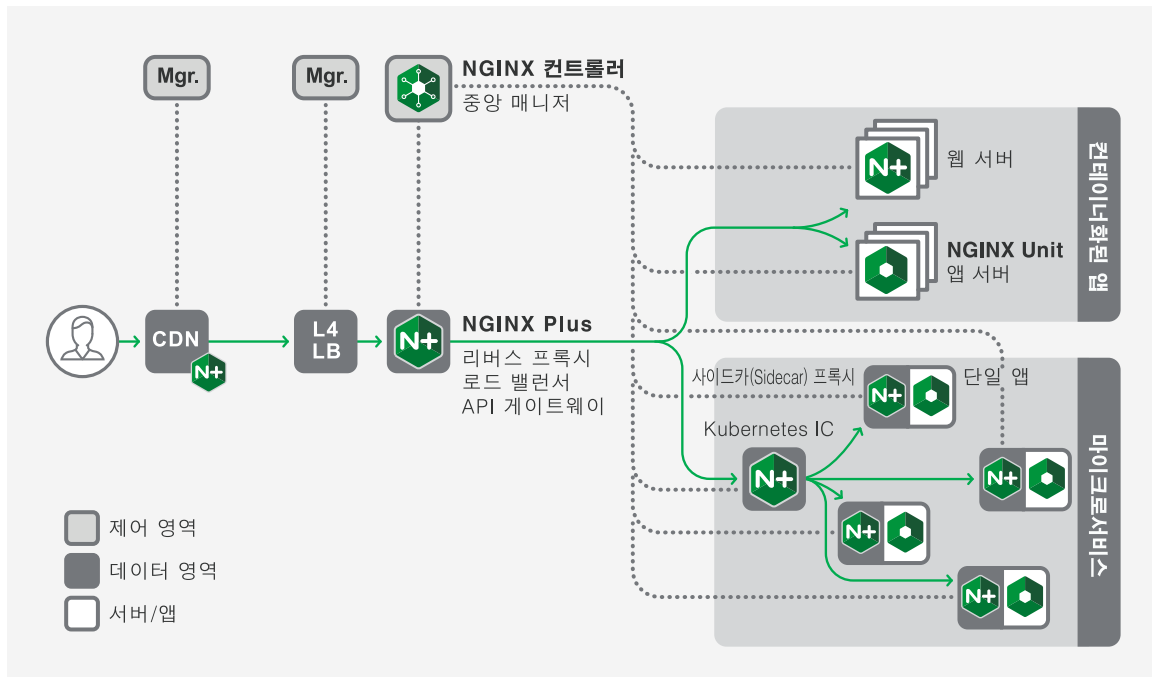 Mgr.
Mgr.
NGINX 컨트롤러
중앙 매니저
웹 서버
N+
NGINX Unit
앱 서버
컨테이너화된 앱
CDN
N+
L4
LB
N+
NGINX Plus
리버스 프록시
로드 밸런서
API 게이트웨이
사이드카(Sidecar) 프록시
단일 앱
N+
Kubernetes IC
N+
N+
N+
N+
마이크로서비스
제어 영역
데이터 영역
서버/앱